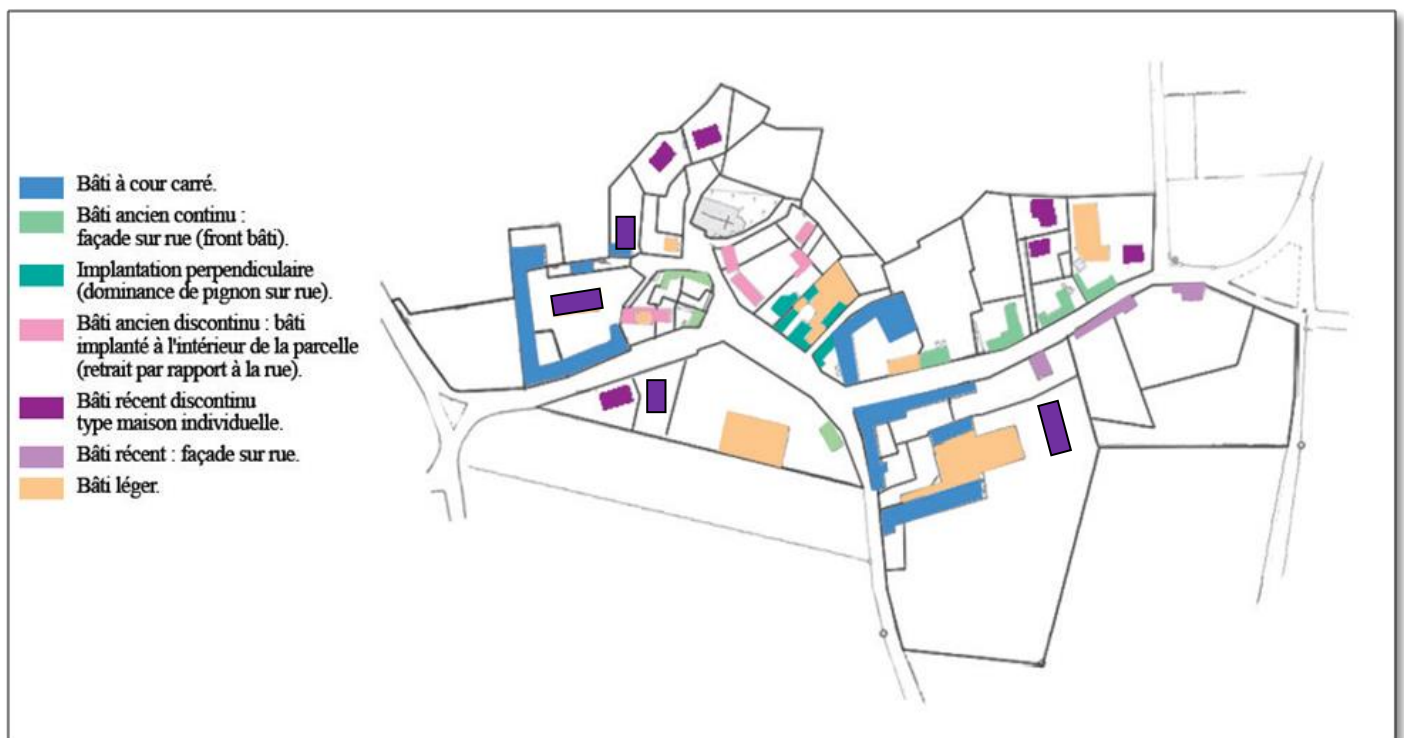 Bâti à cour carré.
Bâti ancien continu :
façade sur rue (front bâti).
Implantation perpendiculaire
(dominance de pignon sur rue).
Bâti ancien discontinu : bâti
implanté à l'intérieur de la parcelle
(retrait par rapport à la rue).
Bâti récent discontinu
type maison individuelle.
Bâti récent : façade sur rue.
Bâti léger.